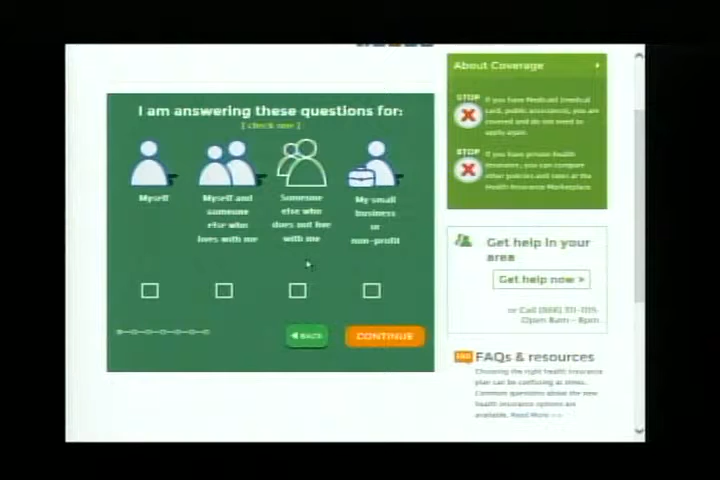 I am answering these questions for:
[ check one ]
Myself
Myself and
someone
else who
lives with me
Someone
else who
does not live
with me
My small
business
or
non-profit
BACK
CONTINUE
About Coverage
STOP
If you have Medicaid (medical
card, public assistance), you are
covered and do not need to
apply again.
STOP
If you have private health
insurance, you can compare
other policies and rates at the
Health Insurance Marketplace.
Get help in your
area
Get help now >
or Call (866)
Open 8am - 8pm
FAQs & resources
Choosing the right health insurance
plan can be confusing at times.
Common questions about the new
health insurance options are
available. Read More >>